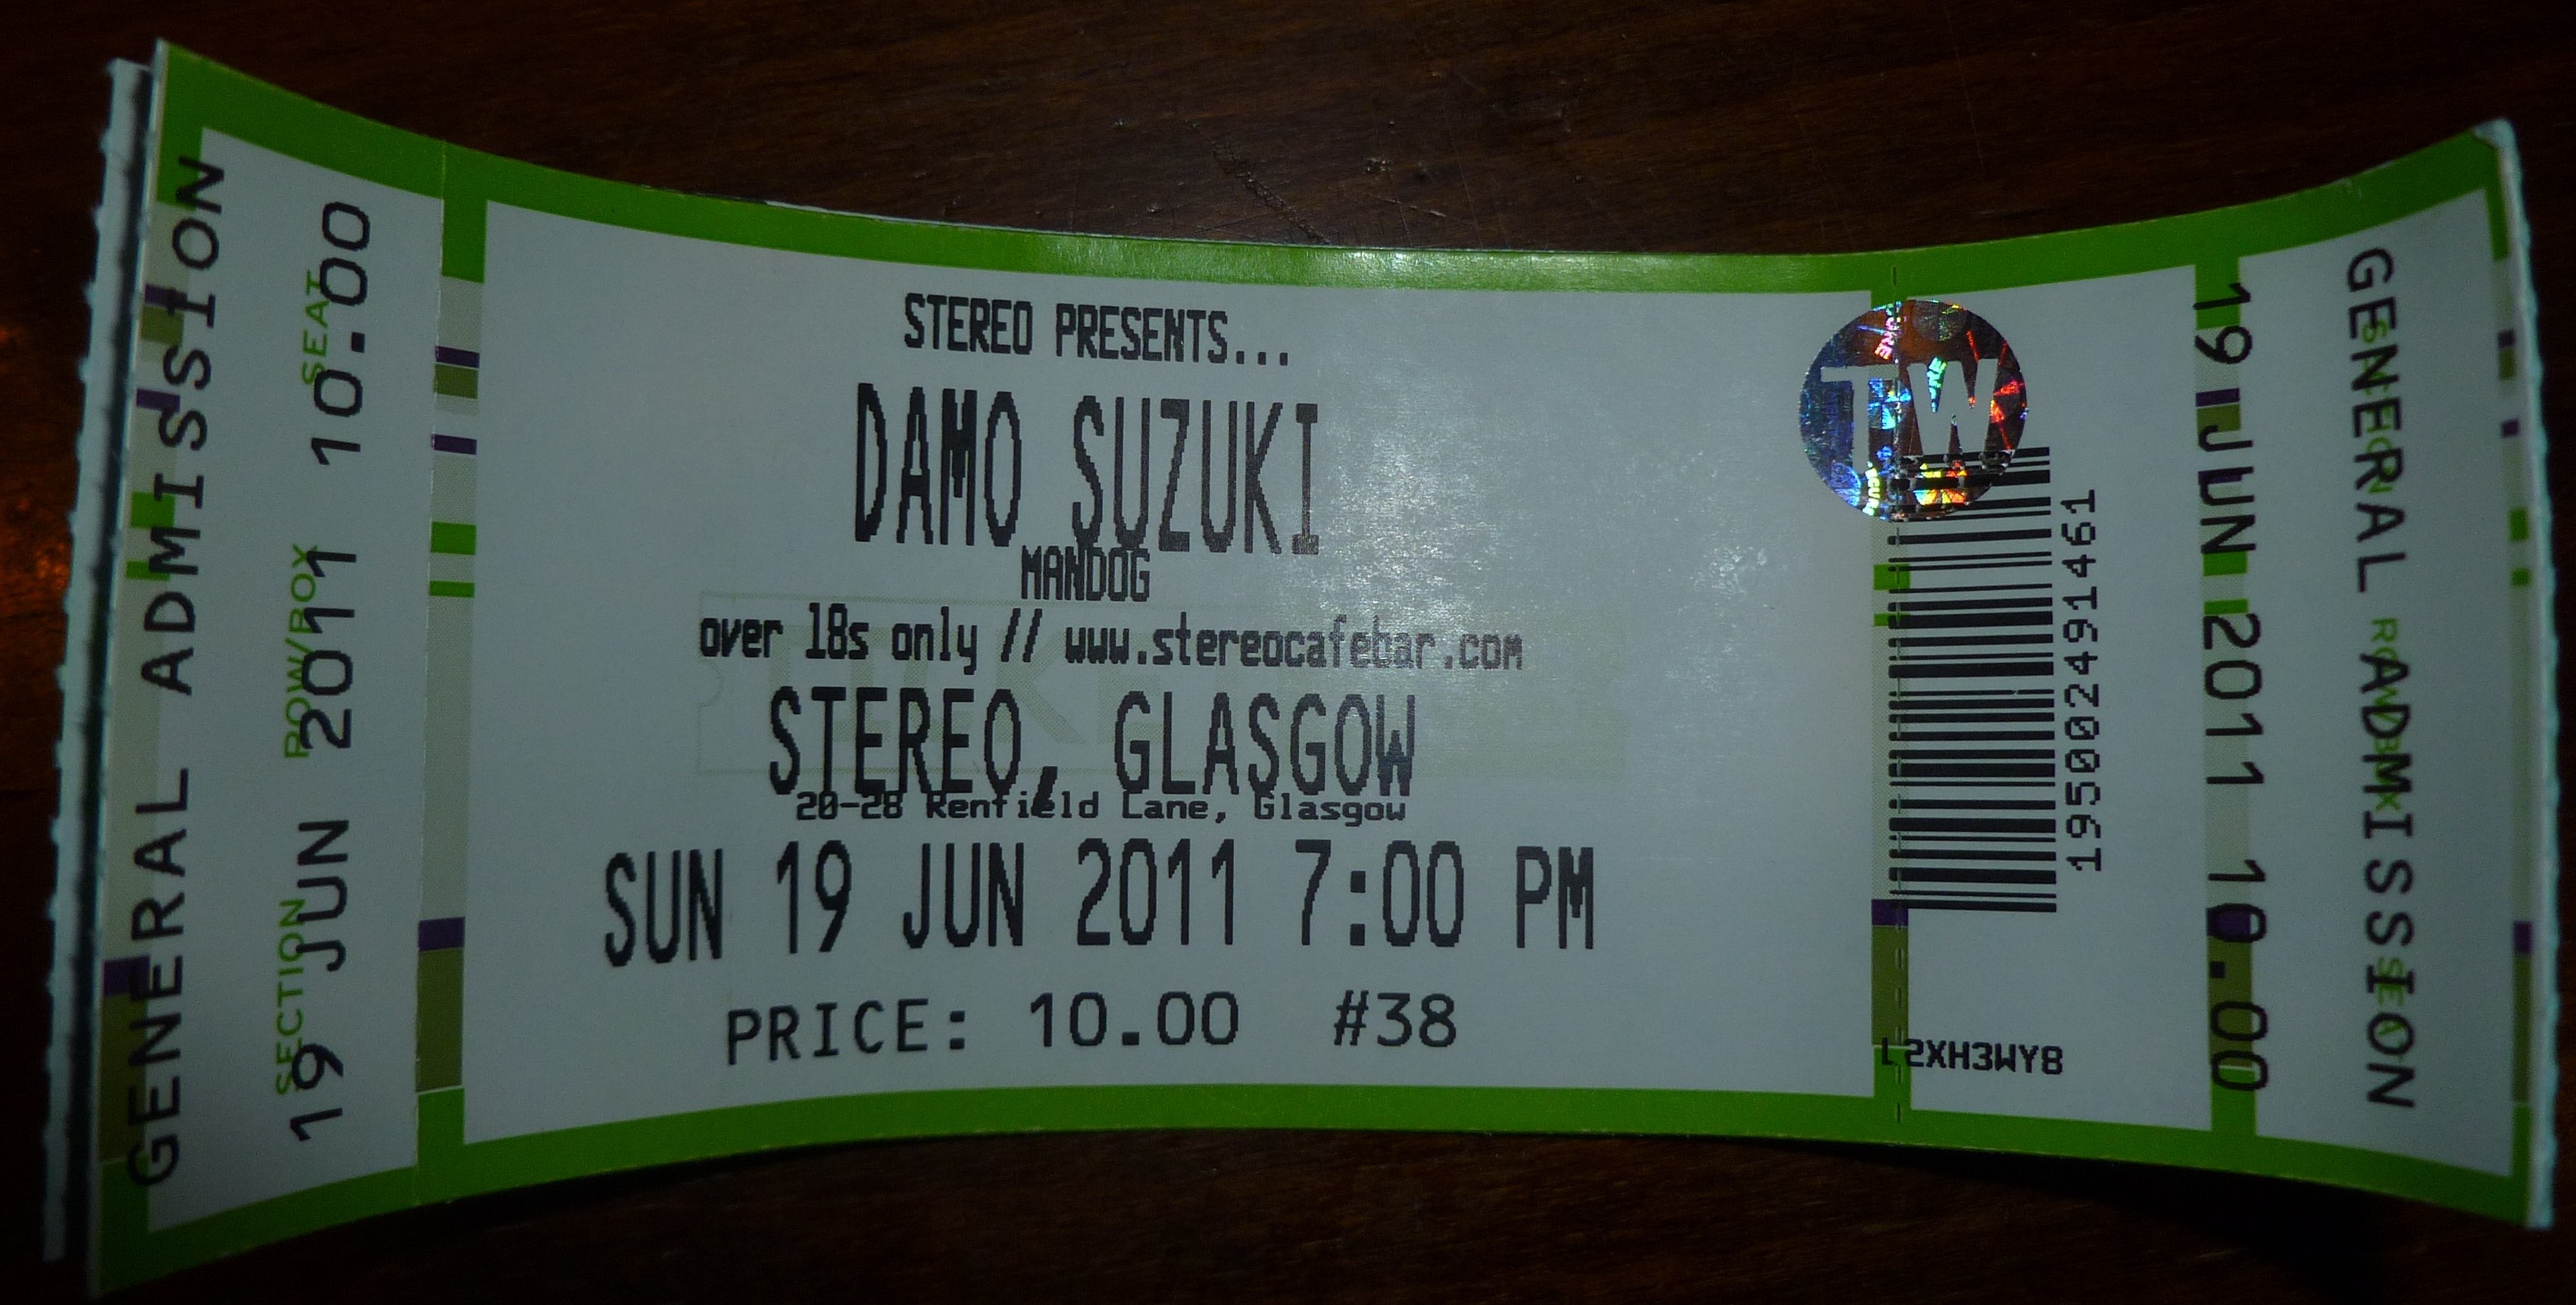 GENERAL ADMISSION
SECTION ROW/BOX SEAT
19 JUN 2011 10.00
STEREO PRESENTS...
DAMO SUZUKI
MANDOG
over 18s only // www.stereocafebar.com
STEREO, GLASGOW
20-28 Renfield Lane, Glasgow
SUN 19 JUN 2011 7:00 PM
PRICE: 10.00 #38
TW
195002491461
L2XH3WY8
19 JUN 2011 10.00
GENERAL ADMISSION